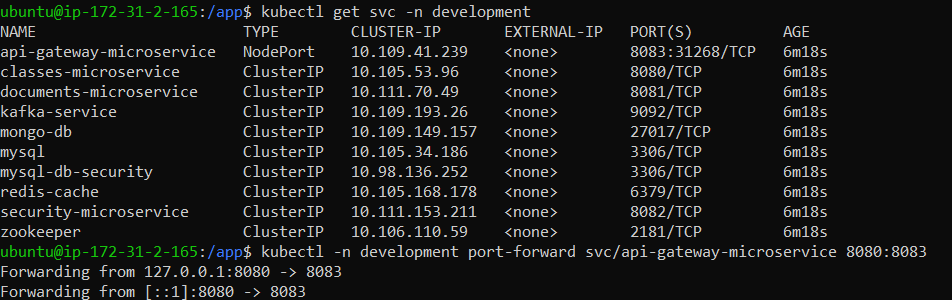 ubuntu@ip-172-31-2-165:/app$ kubectl get svc -n development
NAME TYPE CLUSTER-IP EXTERNAL-IP PORT(S) AGE
api-gateway-microservice NodePort 10.109.41.239 <none> 8083:31268/TCP 6m18s
classes-microservice ClusterIP 10.105.53.96 <none> 8080/TCP 6m18s
documents-microservice ClusterIP 10.111.70.49 <none> 8081/TCP 6m18s
kafka-service ClusterIP 10.109.193.26 <none> 9092/TCP 6m18s
mongo-db ClusterIP 10.109.149.157 <none> 27017/TCP 6m18s
mysql ClusterIP 10.105.34.186 <none> 3306/TCP 6m18s
mysql-db-security ClusterIP 10.98.136.252 <none> 3306/TCP 6m18s
redis-cache ClusterIP 10.105.168.178 <none> 6379/TCP 6m18s
security-microservice ClusterIP 10.111.153.211 <none> 8082/TCP 6m18s
zookeeper ClusterIP 10.106.110.59 <none> 2181/TCP 6m18s
ubuntu@ip-172-31-2-165:/app$ kubectl -n development port-forward svc/api-gateway-microservice 8080:8083
Forwarding from 127.0.0.1:8080 -> 8083
Forwarding from [::1]:8080 -> 8083